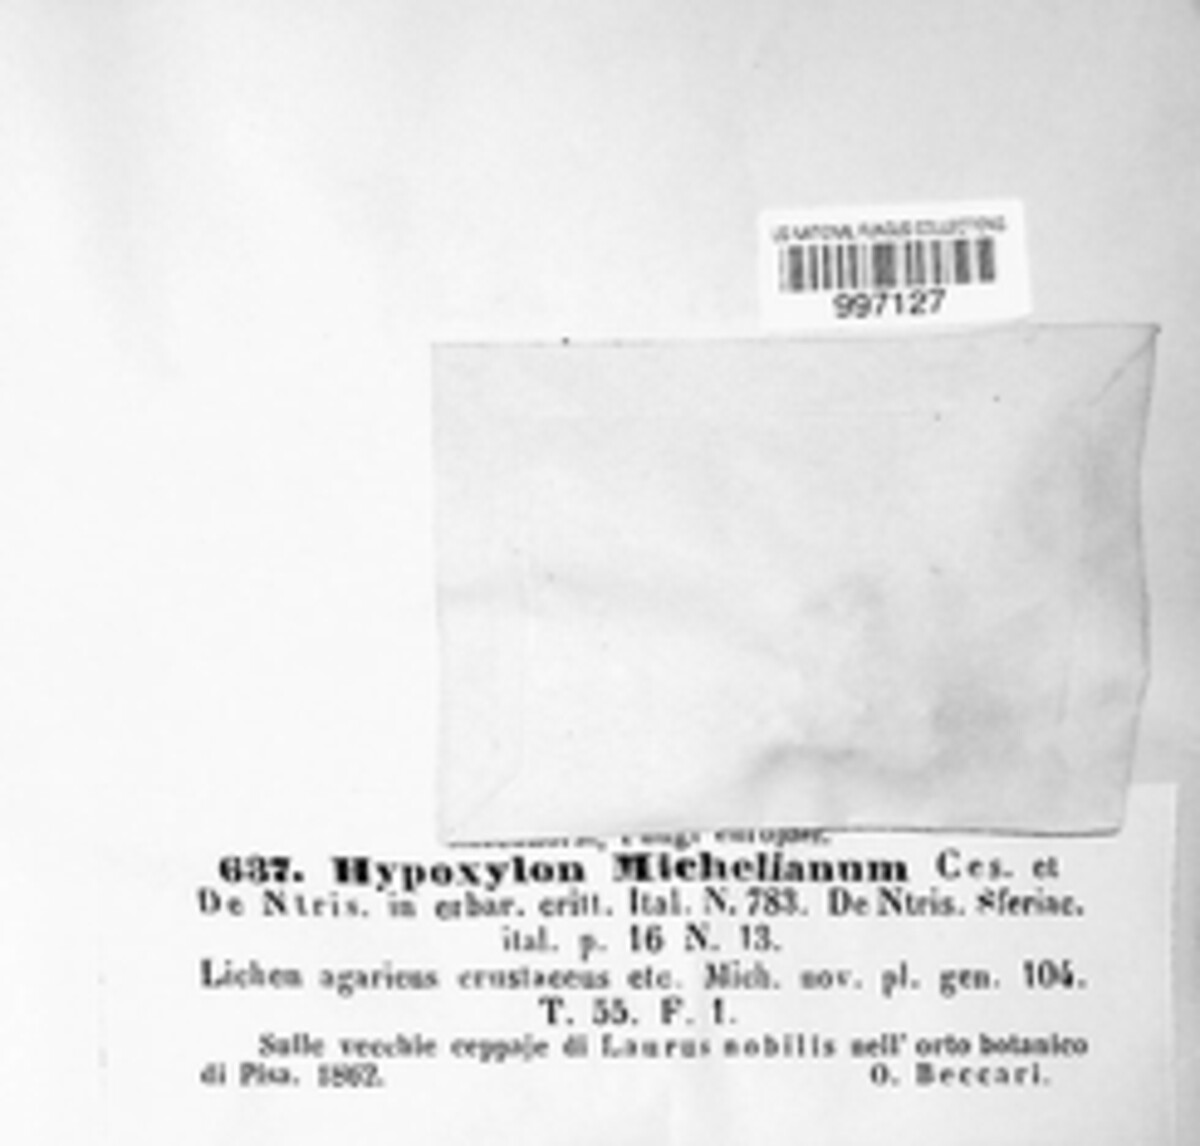 US NATIONAL FUNGUS COLLECTIONS
997127
Fungi europaei.
637. Hypoxylon Michelianum Ces. et
De Ntris. in erbar. critt. Ital. N. 783. De Ntris. Sferiac.
ital. p. 16 N. 13.
Lichen agaricus crustaceus etc. Mich. nov. pl. gen. 104.
T. 55. F. 1.
Sulle vecchie ceppaje di Laurus nobilis nell' orto botanico
di Pisa. 1862. O. Beccari.